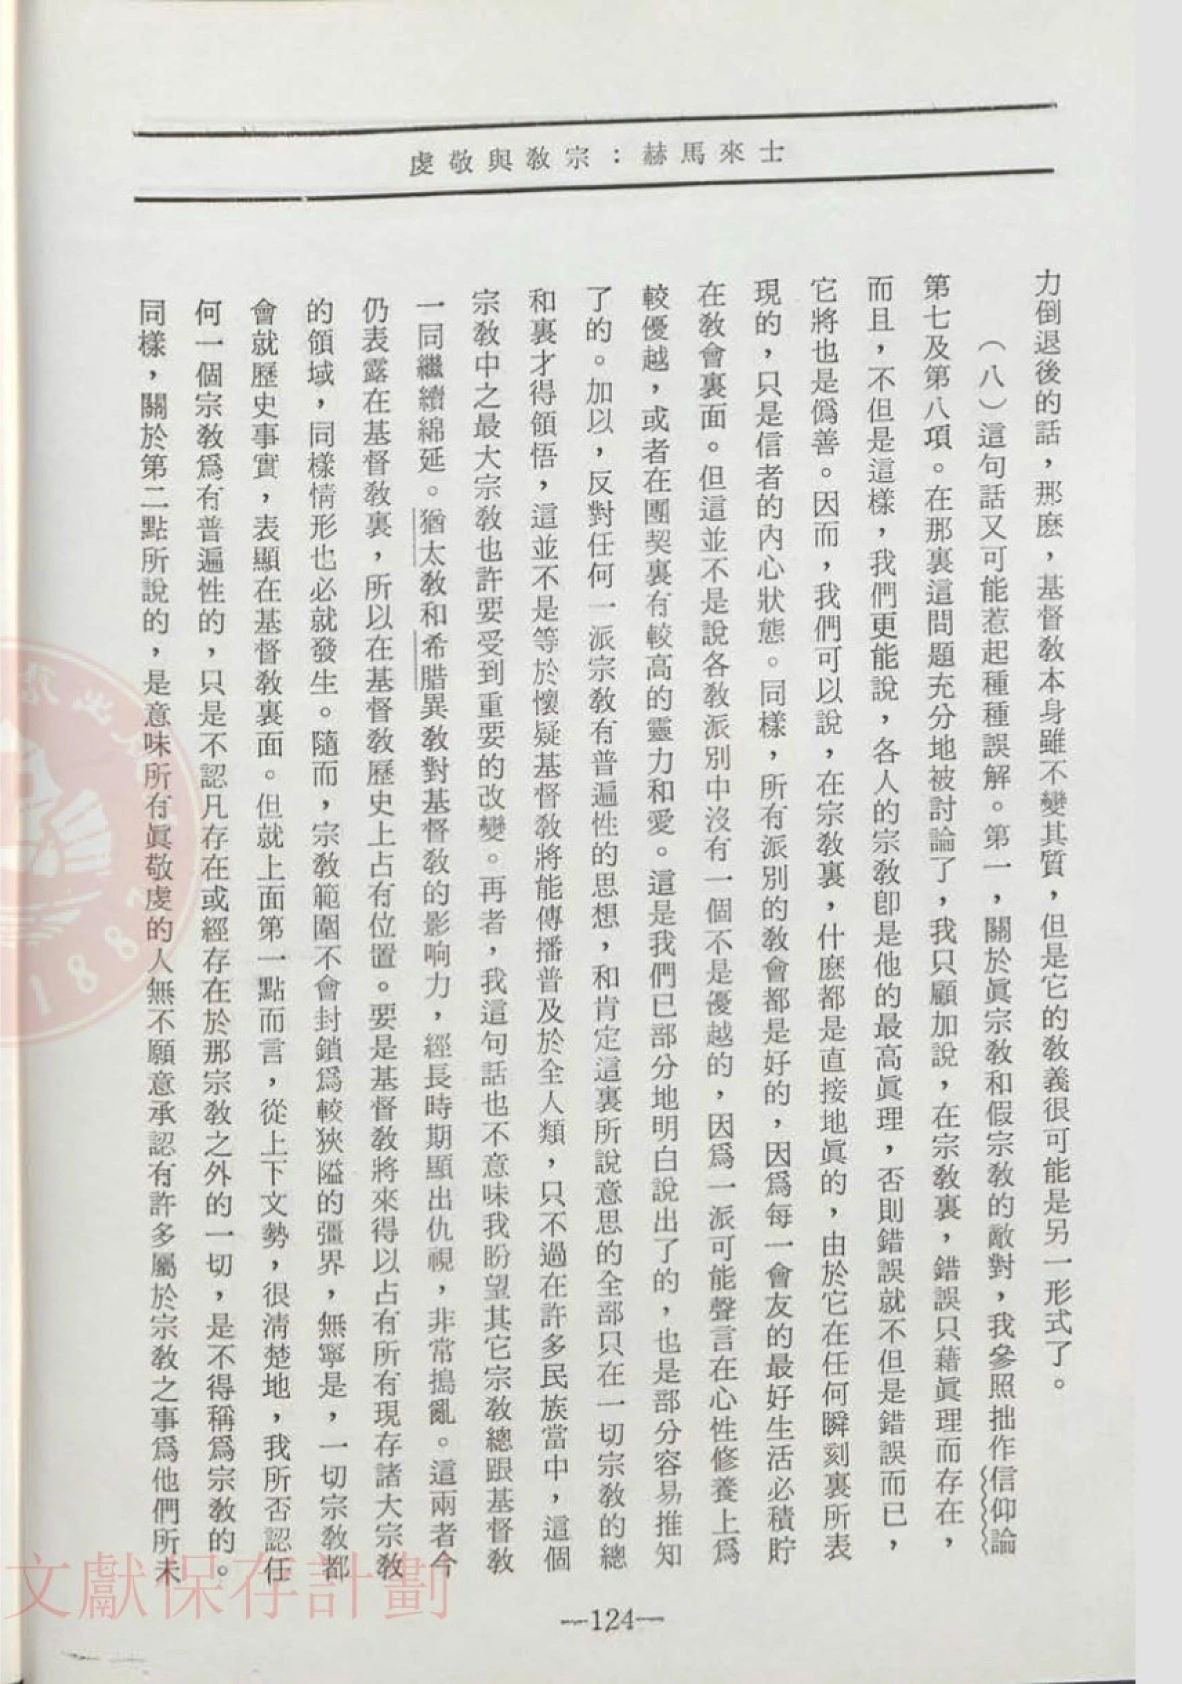 士來馬赫：宗教與敬虔
力倒退後的話，那麽，基督教本身雖不變其質，但是它的教義很可能是另一形式了。
（八）這句話又可能惹起種種誤解。第一，關於眞宗教和假宗教的敵對，我參照拙作信仰論
第七及第八項。在那裏這問題充分地被討論了，我只顧加說，在宗教裏，錯誤只藉眞理而存在，
而且，不但是這樣，我們更能說，各人的宗教卽是他的最高眞理，否則錯誤就不但是錯誤而已，
它將也是僞善。因而，我們可以說，在宗教裏，什麽都是直接地眞的，由於它在任何瞬刻裏所表
現的，只是信者的內心狀態。同樣，所有派別的教會都是好的，因爲每一會友的最好生活必積貯
在教會裏面。但這並不是說各教派別中沒有一個不是優越的，因爲一派可能聲言在心性修養上爲
較優越，或者在團契裏有較高的靈力和愛。這是我們已部分地明白說出了的，也是部分容易推知
了的。加以，反對任何一派宗教有普遍性的思想，和肯定這裏所說意思的全部只在一切宗教的總
和裏才得領悟，這並不是等於懷疑基督教將能傳播普及於全人類，只不過在許多民族當中，這個
宗教中之最大宗教也許要受到重要的改變。再者，我這句話也不意味我盼望其它宗教總跟基督教
一同繼續綿延。猶太教和希腊異教對基督教的影响力，經長時期顯出仇視，非常搗亂。這兩者今
仍表露在基督教裏，所以在基督教歷史上占有位置。要是基督教將來得以占有所有現存諸大宗教
的領域，同樣情形也必就發生。隨而，宗教範圍不會封鎖爲較狹隘的彊界，無寧是，一切宗教都
會就歷史事實，表顯在基督教裏面。但就上面第一點而言，從上下文勢，很淸楚地，我所否認任
何一個宗教爲有普遍性的，只是不認凡存在或經存在於那宗教之外的一切，是不得稱爲宗教的。
同樣，關於第二點所說的，是意味所有眞敬虔的人無不願意承認有許多屬於宗教之事爲他們所未
—124—
文獻保存計劃
188